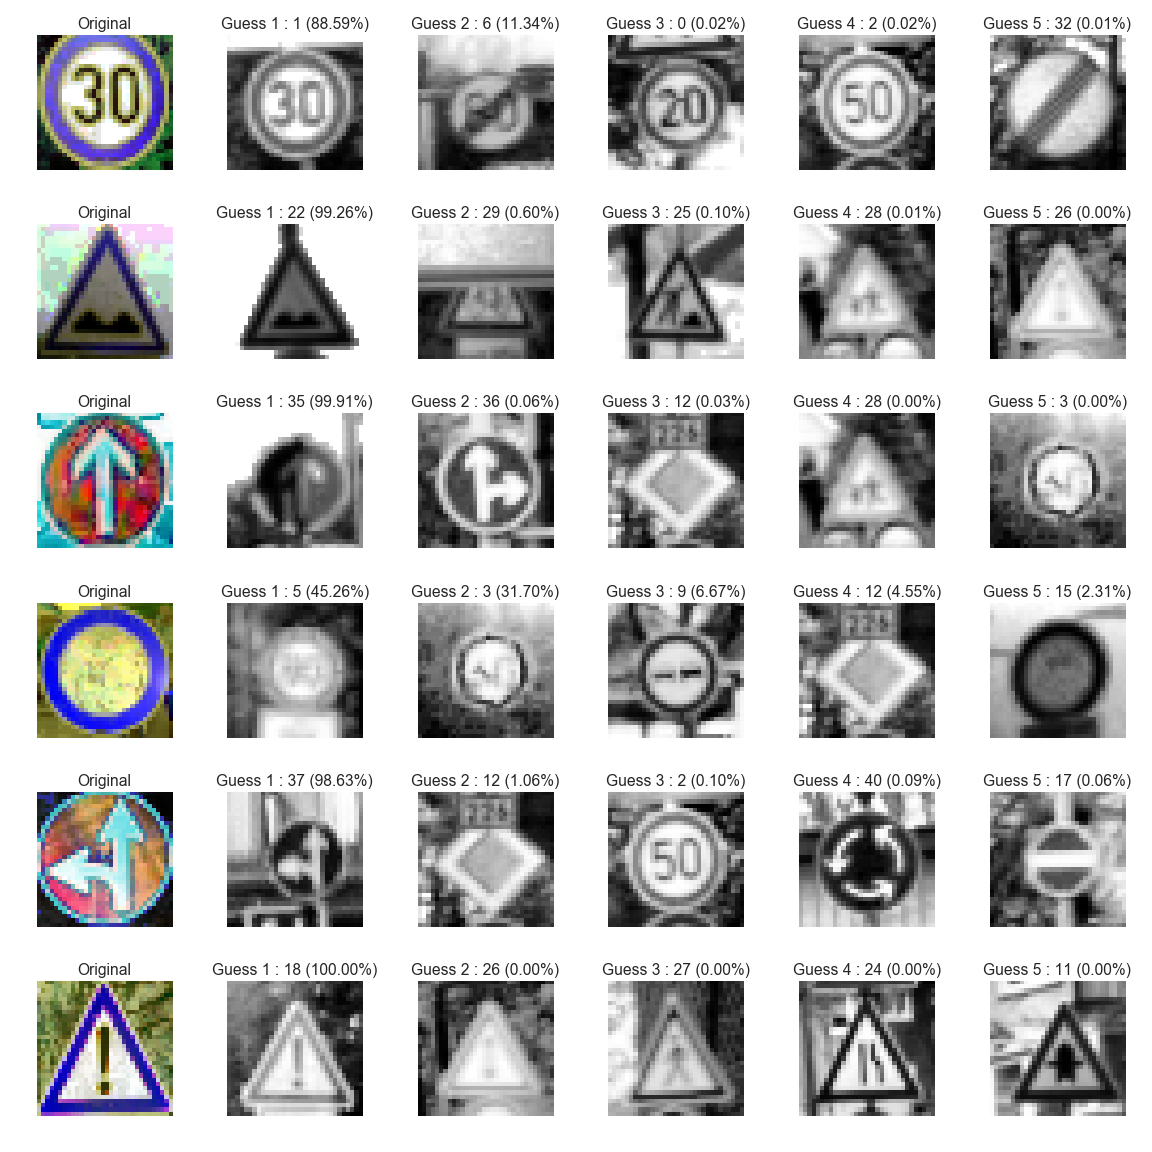 Original Guess 1 : 1 (88.59%) Guess 2 : 6 (11.34%) Guess 3 : 0 (0.02%) Guess 4 : 2 (0.02%) Guess 5 : 32 (0.01%)
30 30 20 50
Original Guess 1 : 22 (99.26%) Guess 2 : 29 (0.60%) Guess 3 : 25 (0.10%) Guess 4 : 28 (0.01%) Guess 5 : 26 (0.00%)
Original Guess 1 : 35 (99.91%) Guess 2 : 36 (0.06%) Guess 3 : 12 (0.03%) Guess 4 : 28 (0.00%) Guess 5 : 3 (0.00%)
Original Guess 1 : 5 (45.26%) Guess 2 : 3 (31.70%) Guess 3 : 9 (6.67%) Guess 4 : 12 (4.55%) Guess 5 : 15 (2.31%)
Original Guess 1 : 37 (98.63%) Guess 2 : 12 (1.06%) Guess 3 : 2 (0.10%) Guess 4 : 40 (0.09%) Guess 5 : 17 (0.06%)
50
Original Guess 1 : 18 (100.00%) Guess 2 : 26 (0.00%) Guess 3 : 27 (0.00%) Guess 4 : 24 (0.00%) Guess 5 : 11 (0.00%)